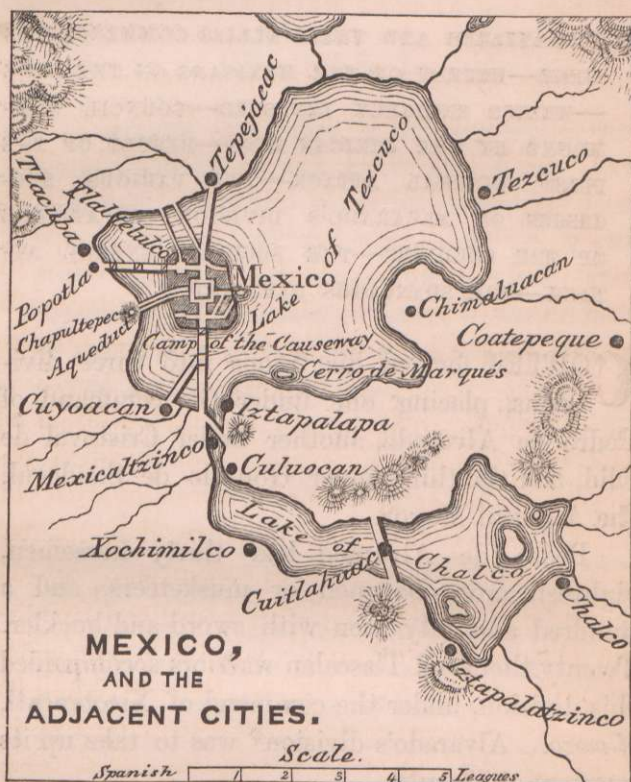 Tepejacac
Lake of Tezcuco
Tezcuco
Tlacuba
Tlaltelulco
Popotla
Mexico
Chapultepec
Aqueduct
Chimaluacan
Camp of the Causeway
Coatepeque
Cerro de Marqués
Cuyoacan
Iztapalapa
Mexicaltzinco
Culuocan
Xochimilco
Lake of
Chalco
Cuitlahuac
Chalco
Iztapalatzinco
MEXICO,
AND THE
ADJACENT CITIES.
Scale.
Spanish 1 2 3 4 5 Leagues